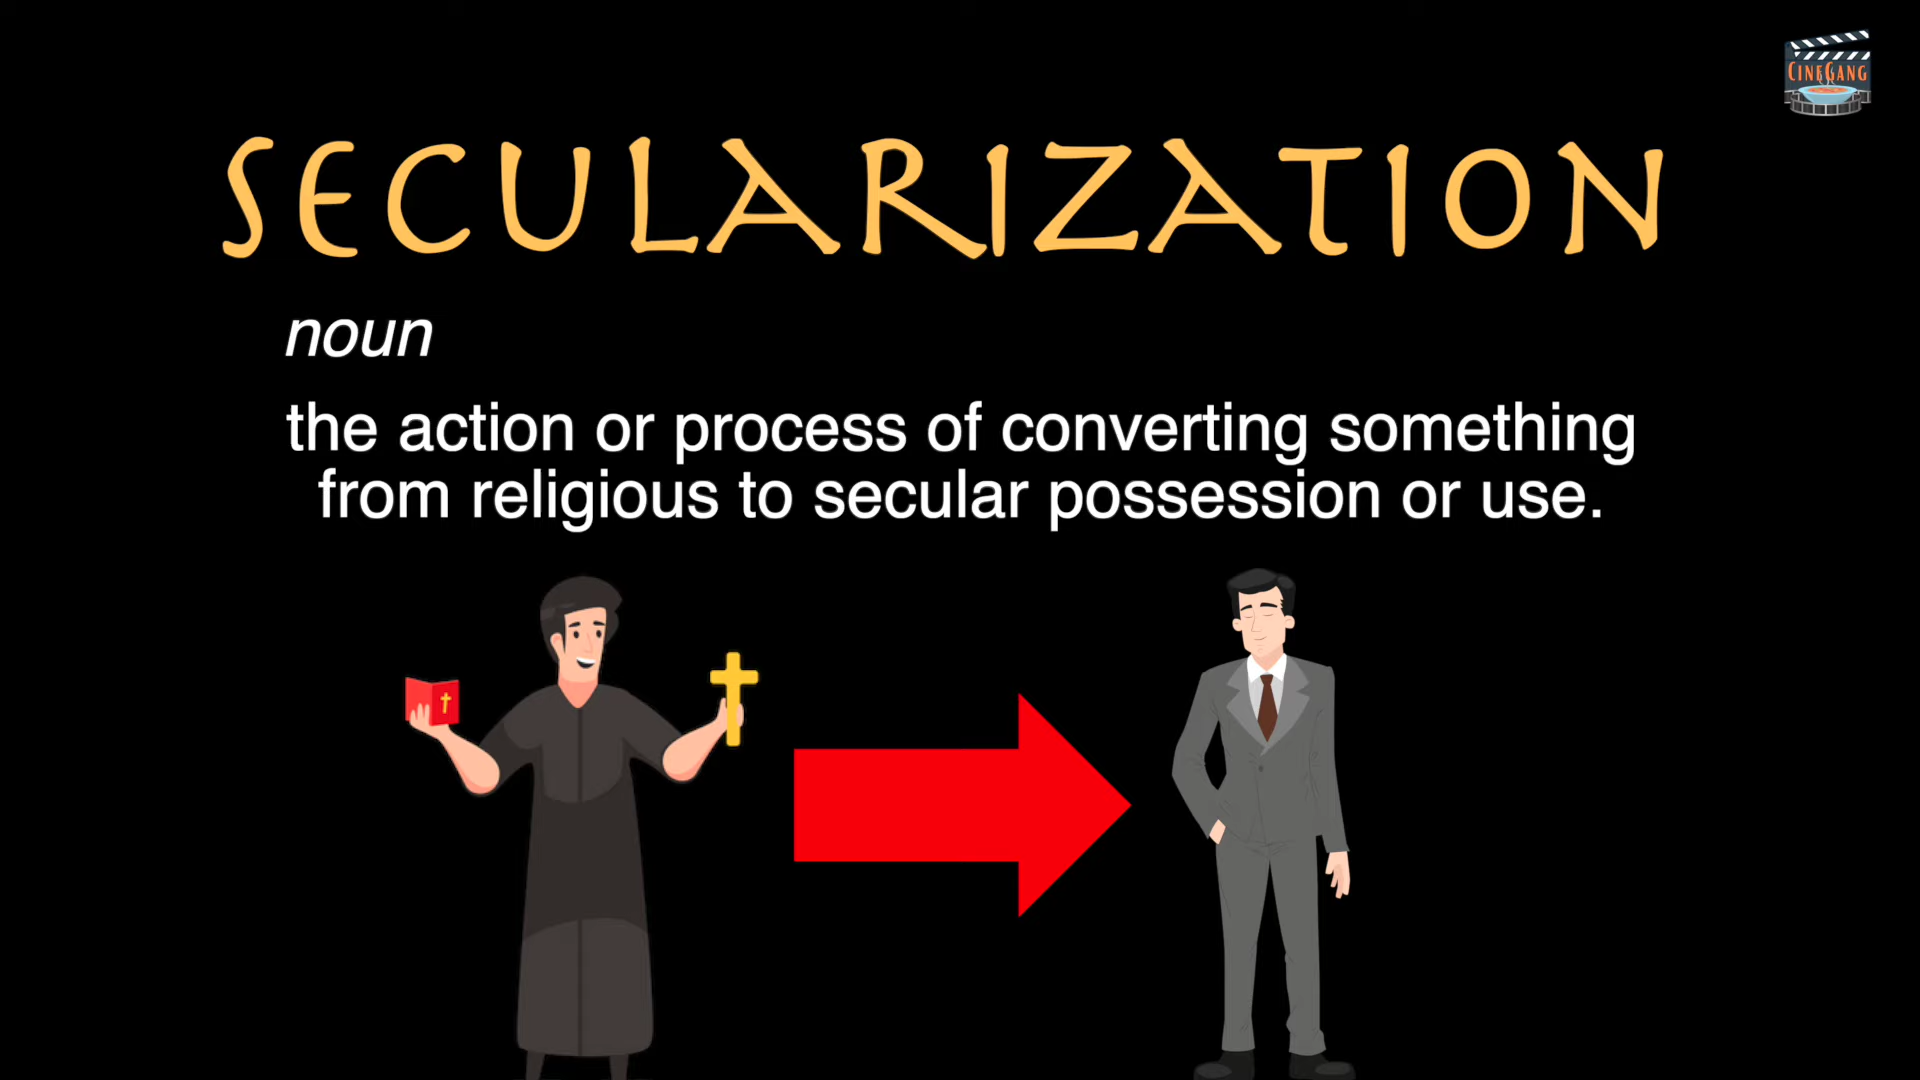 CINEGANG
SECULARIZATION
noun
the action or process of converting something
from religious to secular possession or use.